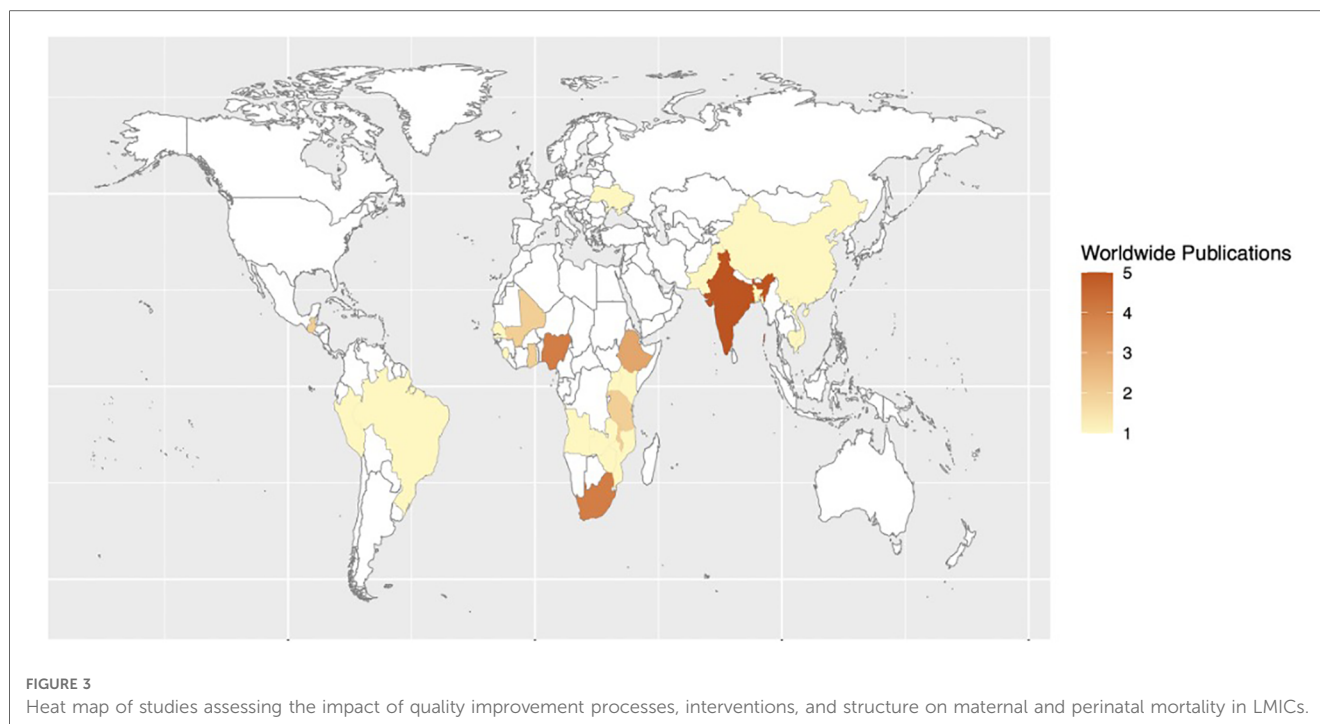 Worldwide Publications
5
4
3
2
1
FIGURE 3
Heat map of studies assessing the impact of quality improvement processes, interventions, and structure on maternal and perinatal mortality in LMICs.